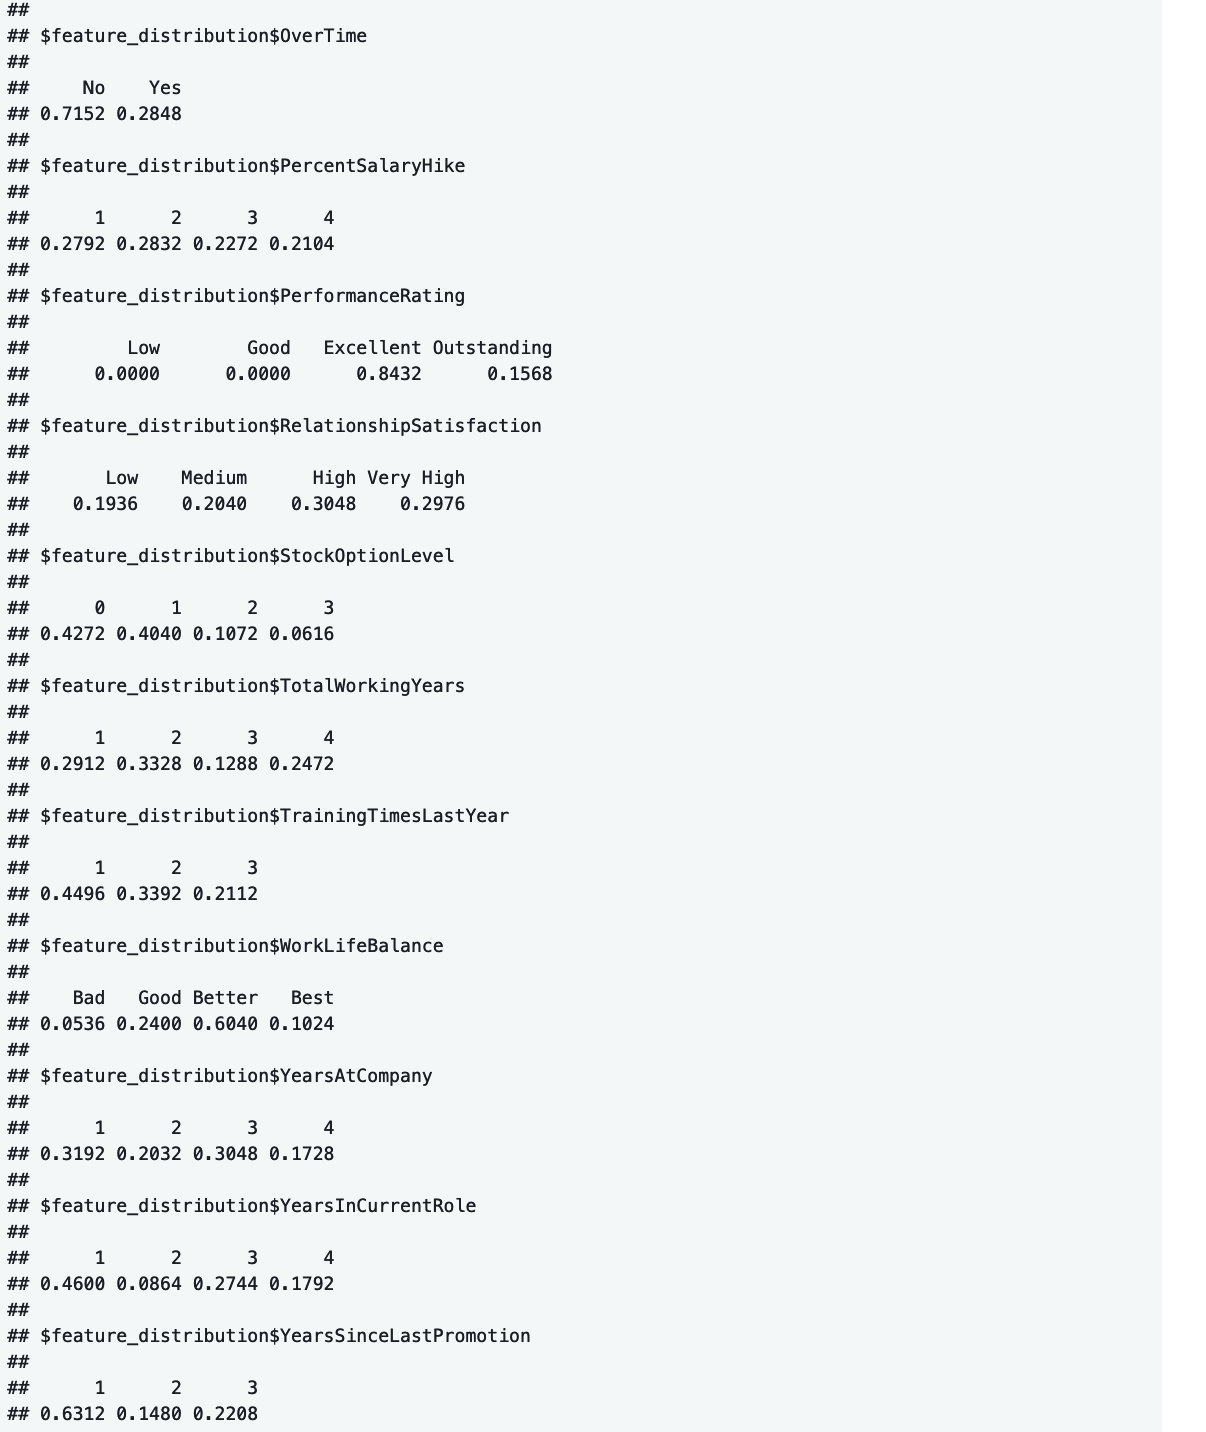 ##
## $feature_distribution$OverTime
##
##     No    Yes
## 0.7152 0.2848
##
## $feature_distribution$PercentSalaryHike
##
##      1      2      3      4
## 0.2792 0.2832 0.2272 0.2104
##
## $feature_distribution$PerformanceRating
##
##         Low        Good   Excellent Outstanding
##      0.0000      0.0000      0.8432      0.1568
##
## $feature_distribution$RelationshipSatisfaction
##
##       Low    Medium      High Very High
##    0.1936    0.2040    0.3048    0.2976
##
## $feature_distribution$StockOptionLevel
##
##      0      1      2      3
## 0.4272 0.4040 0.1072 0.0616
##
## $feature_distribution$TotalWorkingYears
##
##      1      2      3      4
## 0.2912 0.3328 0.1288 0.2472
##
## $feature_distribution$TrainingTimesLastYear
##
##      1      2      3
## 0.4496 0.3392 0.2112
##
## $feature_distribution$WorkLifeBalance
##
##    Bad   Good Better   Best
## 0.0536 0.2400 0.6040 0.1024
##
## $feature_distribution$YearsAtCompany
##
##      1      2      3      4
## 0.3192 0.2032 0.3048 0.1728
##
## $feature_distribution$YearsInCurrentRole
##
##      1      2      3      4
## 0.4600 0.0864 0.2744 0.1792
##
## $feature_distribution$YearsSinceLastPromotion
##
##      1      2      3
## 0.6312 0.1480 0.2208